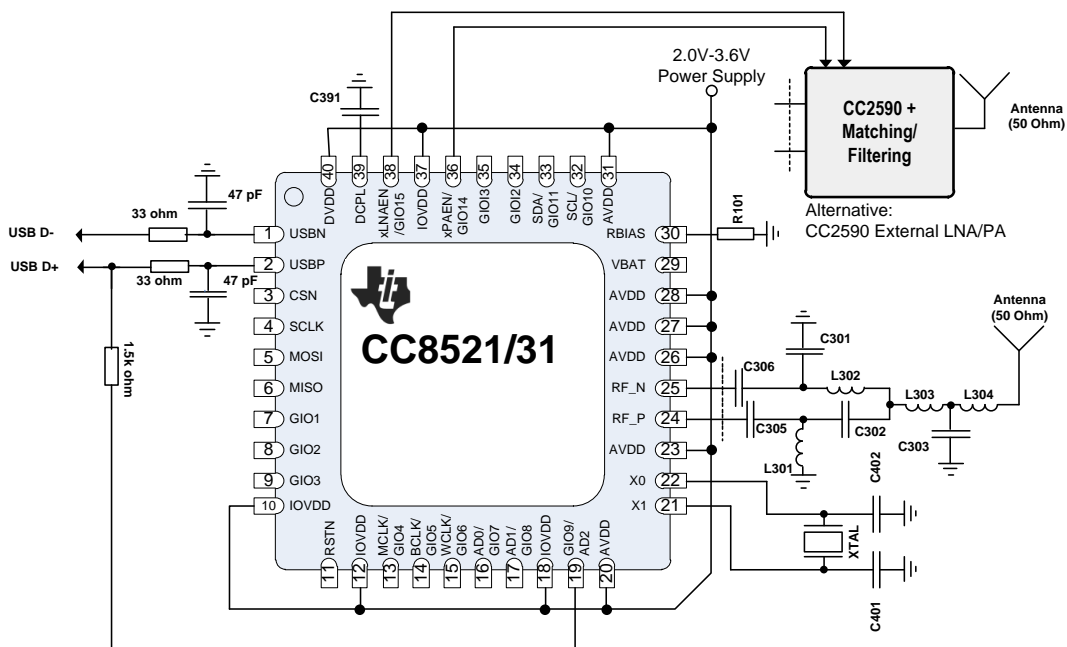 2.0V-3.6V
Power Supply
CC2590 +
Matching/
Filtering
Antenna
(50 Ohm)
Alternative:
CC2590 External LNA/PA
C391
40
39
38
37
36
35
34
33
32
31
DVDD
DCPL
xLNAEN
/GIO15
IOVDD
xPAEN/
GIO14
GIOI3
GIOI2
SDA/
GIO11
SCL/
GIO10
AVDD
47 pF
33 ohm
USB D-
USB D+
33 ohm
47 pF
1.5k ohm
1 USBN
2 USBP
3 CSN
4 SCLK
5 MOSI
6 MISO
7 GIO1
8 GIO2
9 GIO3
10 IOVDD
CC8521/31
RBIAS 30
VBAT 29
AVDD 28
AVDD 27
AVDD 26
RF_N 25
RF_P 24
AVDD 23
X0 22
X1 21
R101
Antenna
(50 Ohm)
C301
C306
L302
L303
L304
C305
C302
C303
L301
C402
XTAL
C401
RSTN
IOVDD
MCLK/
GIO4
BCLK/
GIO5
WCLK/
GIO6
AD0/
GIO7
AD1/
GIO8
IOVDD
GIO9/
AD2
AVDD
11
12
13
14
15
16
17
18
19
20